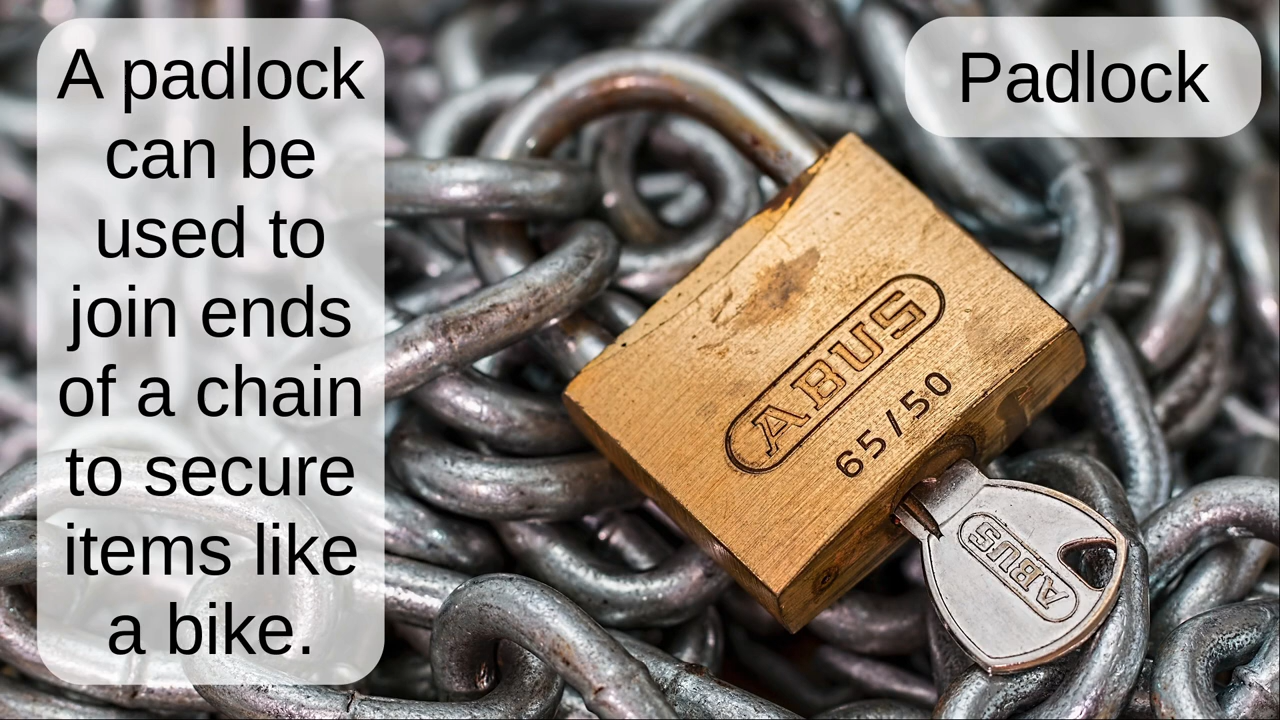 A padlock
can be
used to
join ends
of a chain
to secure
items like
a bike.
Padlock
ABUS
65/50
ABUS